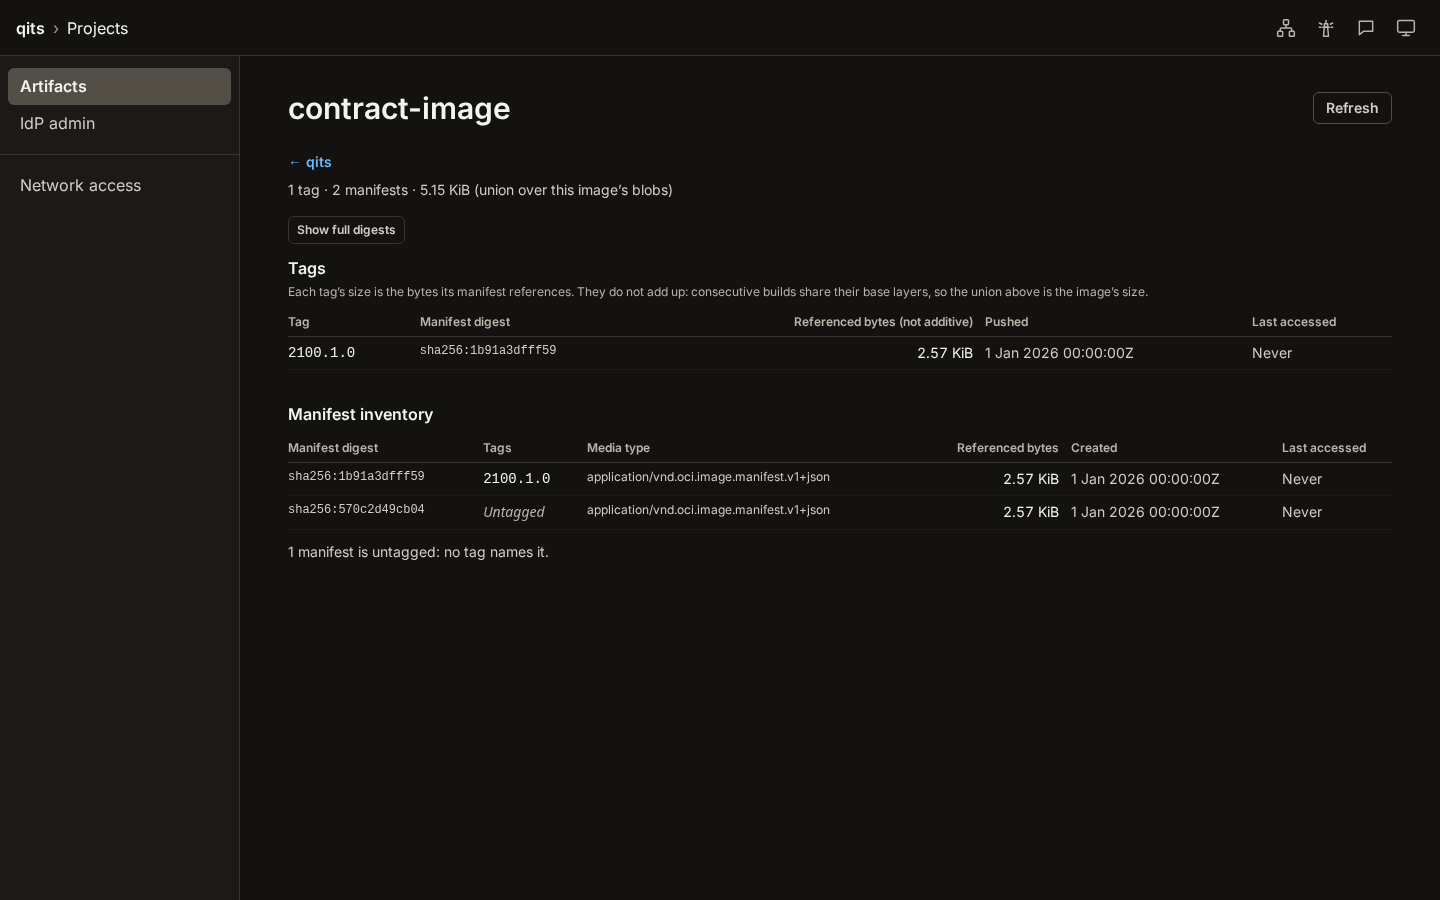 qits › Projects
Artifacts
IdP admin
Network access
contract-image
Refresh
← qits
1 tag · 2 manifests · 5.15 KiB (union over this image’s blobs)
Show full digests
Tags
Each tag’s size is the bytes its manifest references. They do not add up: consecutive builds share their base layers, so the union above is the image’s size.
Tag Manifest digest Referenced bytes (not additive) Pushed Last accessed
2100.1.0 sha256:1b91a3dfff59 2.57 KiB 1 Jan 2026 00:00:00Z Never
Manifest inventory
Manifest digest Tags Media type Referenced bytes Created Last accessed
sha256:1b91a3dfff59 2100.1.0 application/vnd.oci.image.manifest.v1+json 2.57 KiB 1 Jan 2026 00:00:00Z Never
sha256:570c2d49cb04 Untagged application/vnd.oci.image.manifest.v1+json 2.57 KiB 1 Jan 2026 00:00:00Z Never
1 manifest is untagged: no tag names it.